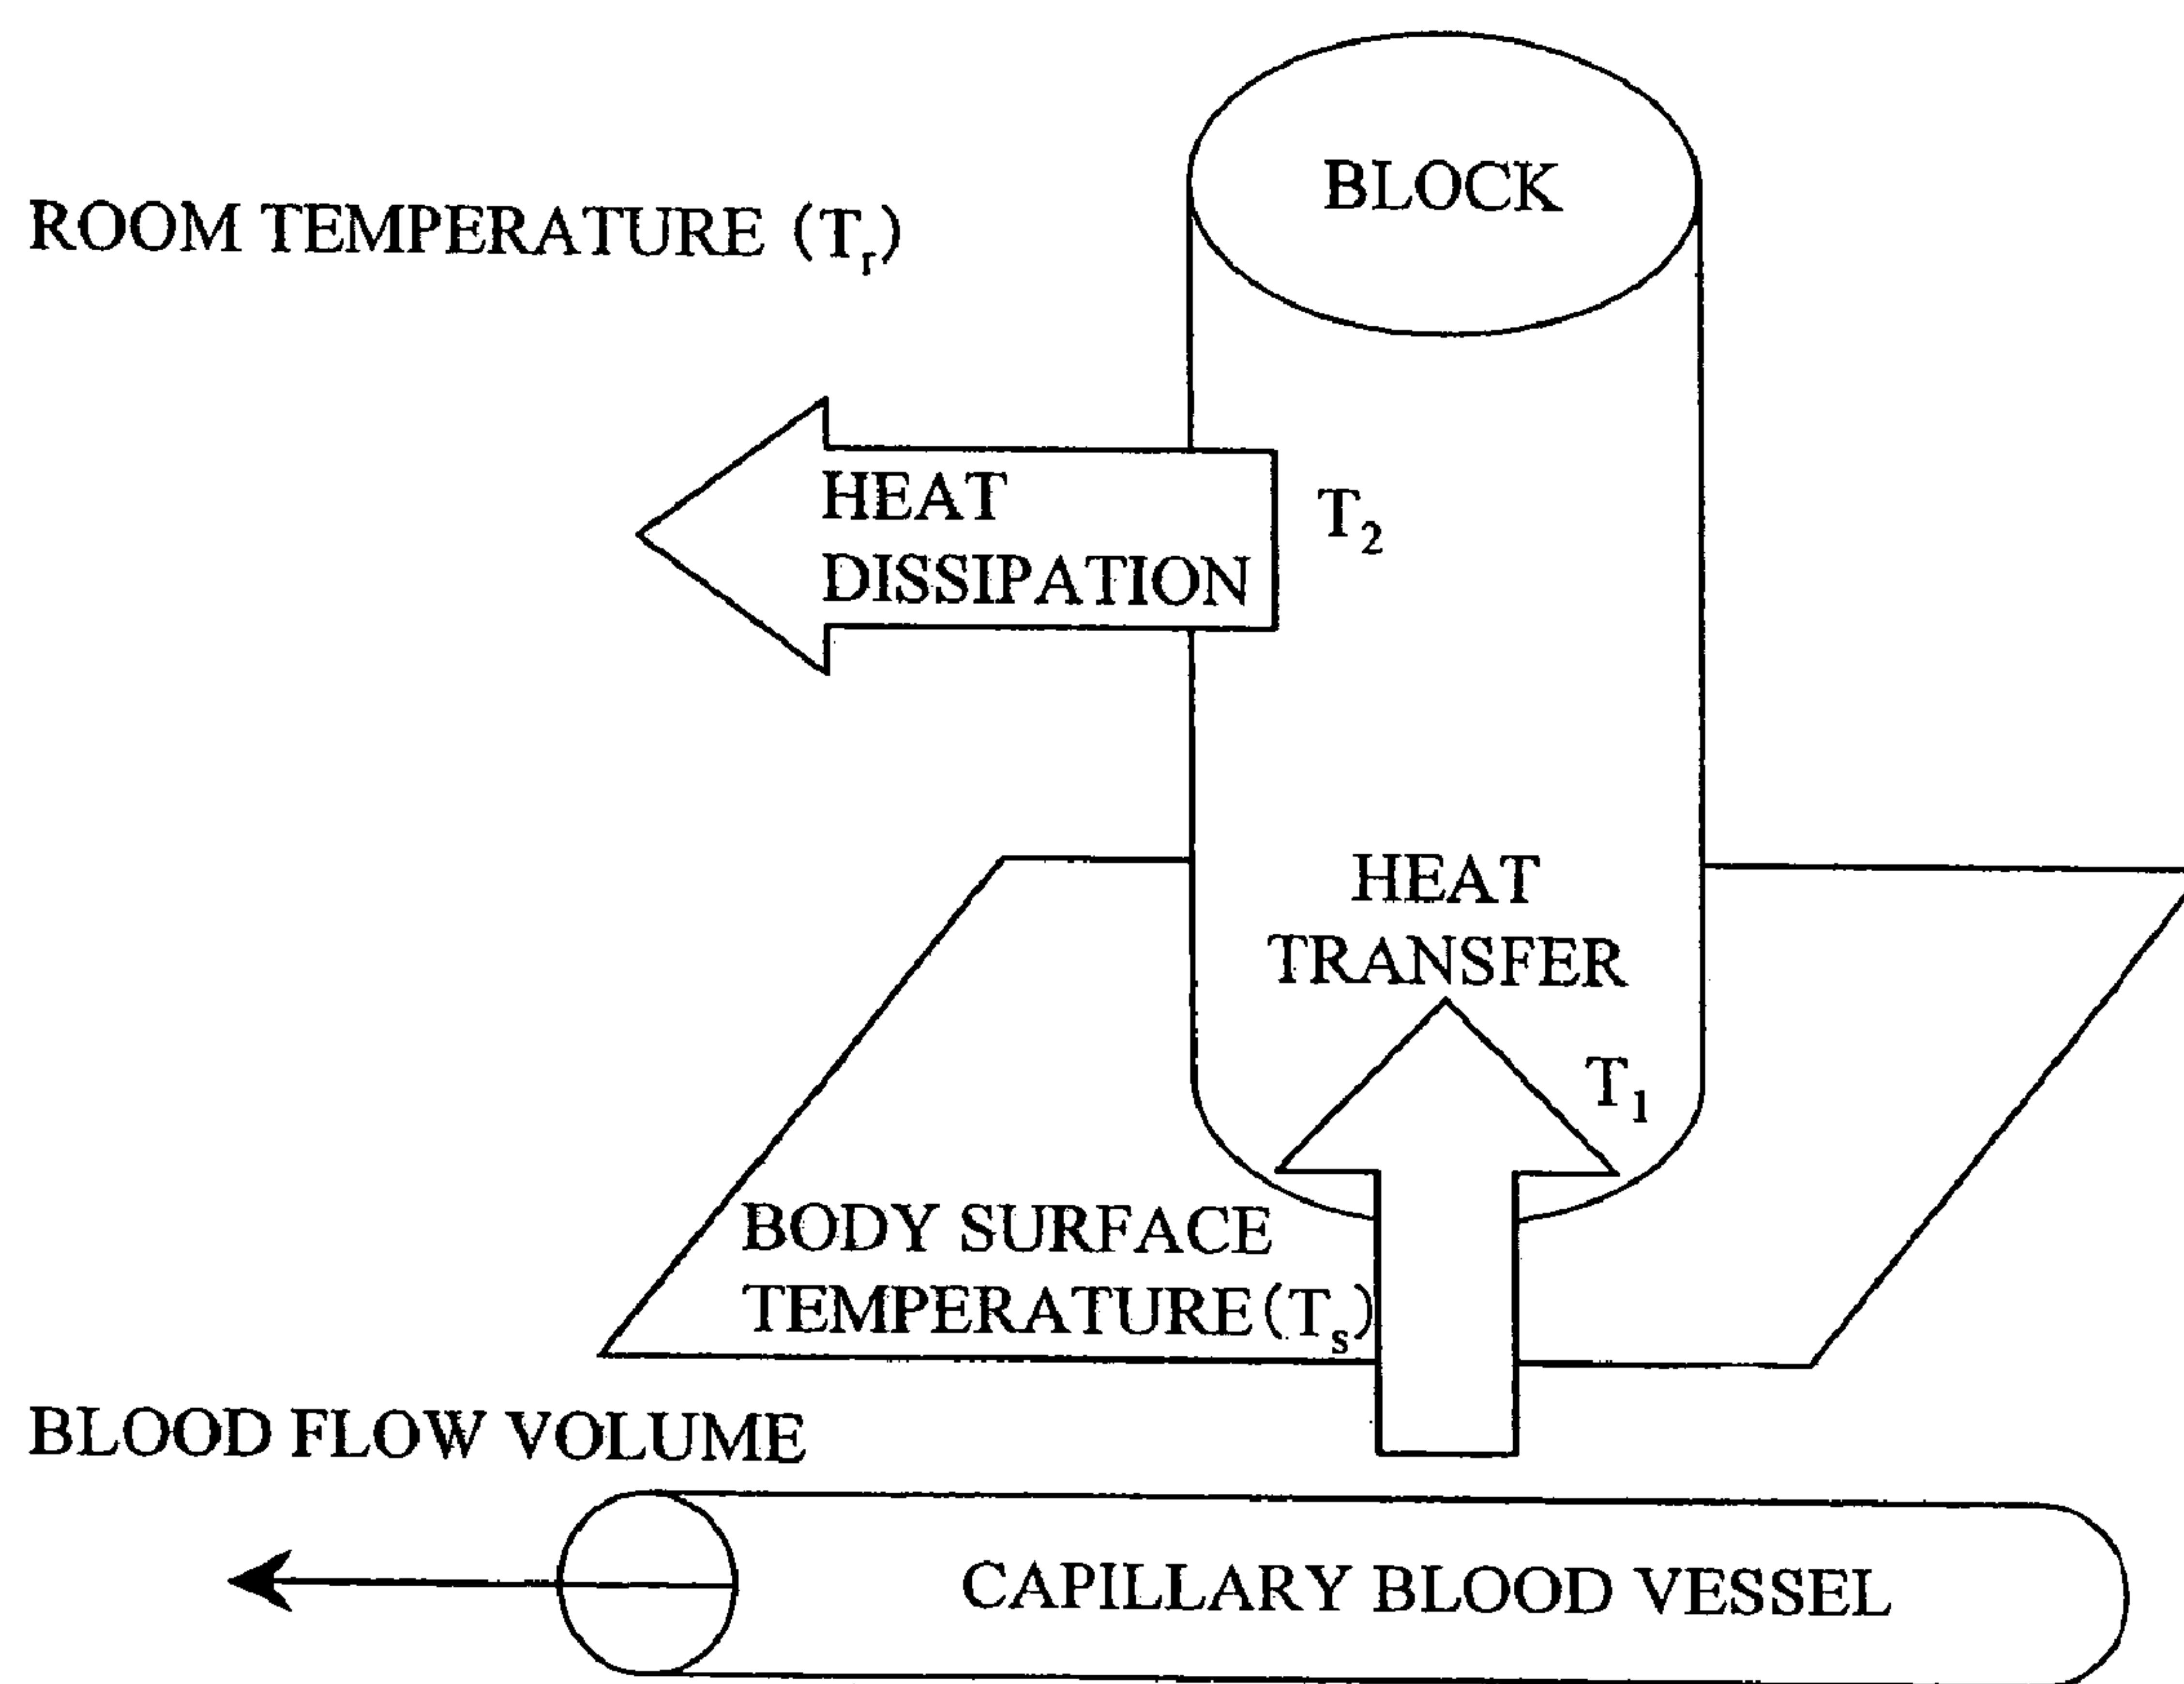 BLOCK
ROOM TEMPERATURE (Tr)
HEAT
DISSIPATION
T2
HEAT
TRANSFER
T1
BODY SURFACE
TEMPERATURE(Ts)
BLOOD FLOW VOLUME
CAPILLARY BLOOD VESSEL